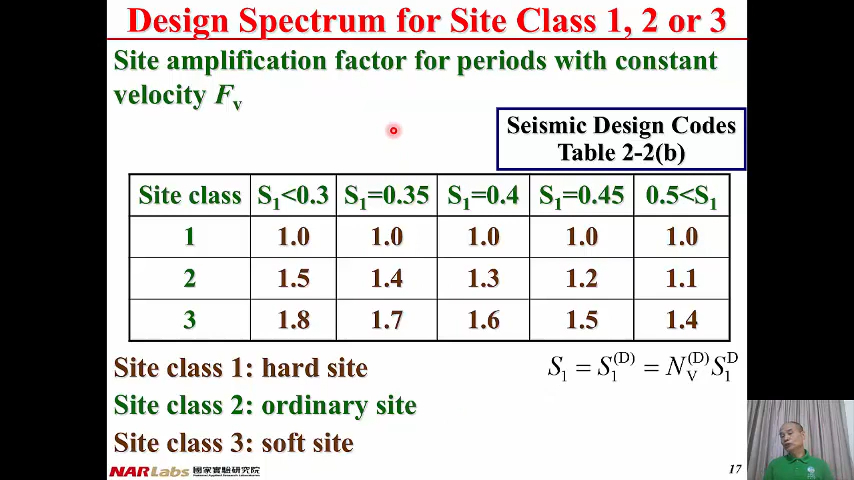 Design Spectrum for Site Class 1, 2 or 3
Site amplification factor for periods with constant
velocity Fv
Seismic Design Codes
Table 2-2(b)
Site class S1<0.3 S1=0.35 S1=0.4 S1=0.45 0.5<S1
1 1.0 1.0 1.0 1.0 1.0
2 1.5 1.4 1.3 1.2 1.1
3 1.8 1.7 1.6 1.5 1.4
Site class 1: hard site
S1 = S1(D) = NV(D) S1D
Site class 2: ordinary site
Site class 3: soft site
NARLabs 國家實驗研究院
17